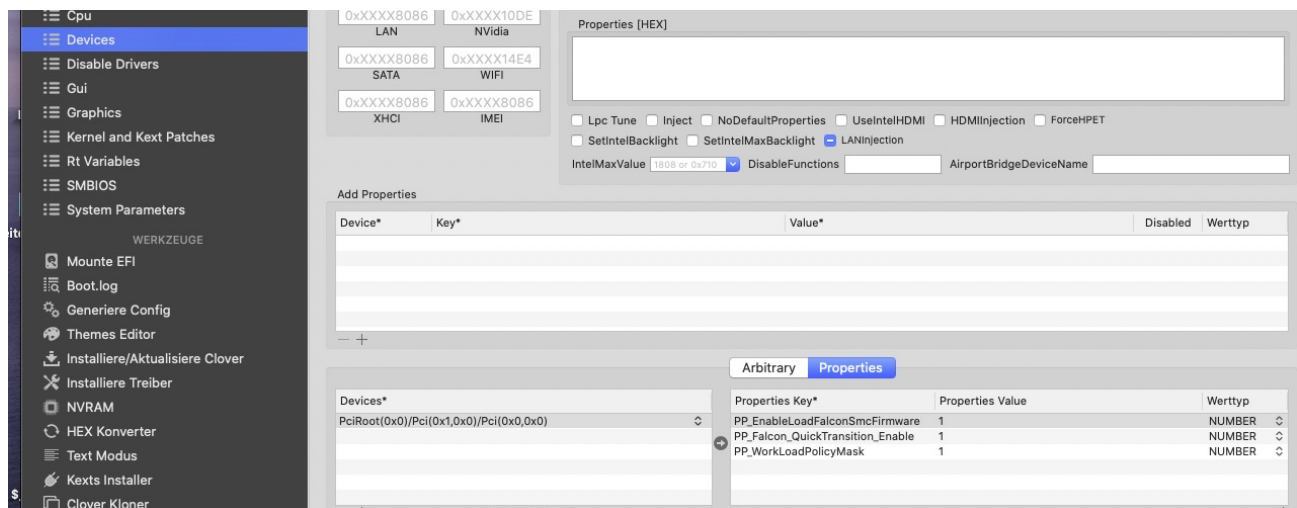 Cpu
Devices
Disable Drivers
Gui
Graphics
Kernel and Kext Patches
Rt Variables
SMBIOS
System Parameters
WERKZEUGE
Mounte EFI
Boot.log
Generiere Config
Themes Editor
Installiere/Aktualisiere Clover
Installiere Treiber
NVRAM
HEX Konverter
Text Modus
Kexts Installer
Clover Kloner
0xXXXX8086 0xXXXX10DE
LAN NVidia
0xXXXX8086 0xXXXX14E4
SATA WIFI
0xXXXX8086 0xXXXX8086
XHCI IMEI
Properties [HEX]
Lpc Tune Inject NoDefaultProperties UseIntelHDMI HDMIInjection ForceHPET
SetIntelBacklight SetIntelMaxBacklight LANInjection
IntelMaxValue 1808 or 0x710 DisableFunctions AirportBridgeDeviceName
Add Properties
Device* Key* Value* Disabled Werttyp
Arbitrary Properties
Devices*
PciRoot(0x0)/Pci(0x1,0x0)/Pci(0x0,0x0)
Properties Key* Properties Value Werttyp
PP_EnableLoadFalconSmcFirmware 1 NUMBER
PP_Falcon_QuickTransition_Enable 1 NUMBER
PP_WorkLoadPolicyMask 1 NUMBER